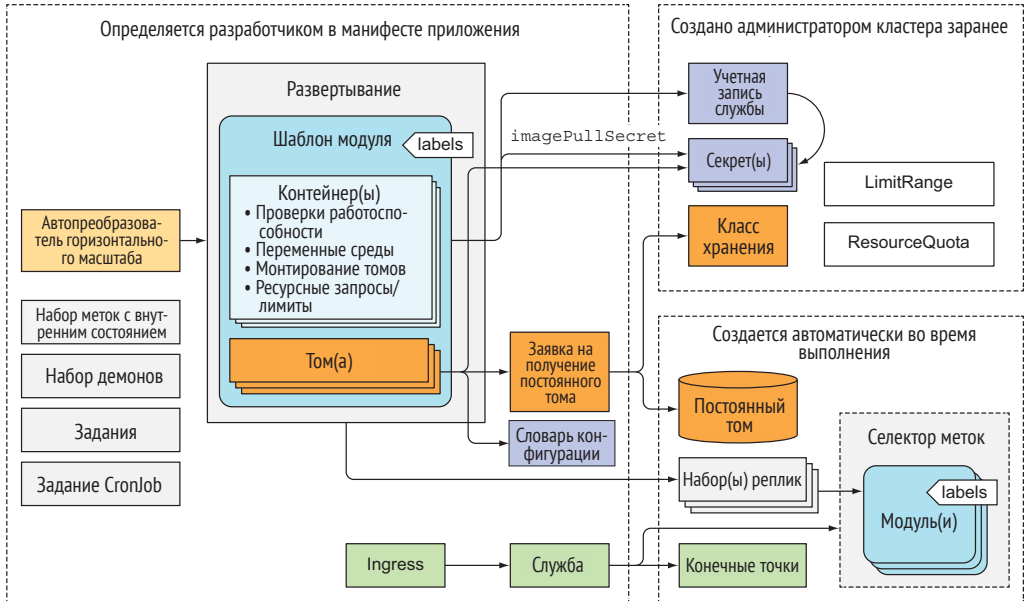 Определяется разработчиком в манифесте приложения
Развертывание
Шаблон модуля
labels
Контейнер(ы)
• Проверки работоспо-
собности
• Переменные среды
• Монтирование томов
• Ресурсные запросы/
лимиты
Том(а)
Автопреобразова-
тель горизонтально-
го масштаба
Набор меток с внут-
ренним состоянием
Набор демонов
Задания
Задание CronJob
Заявка на
получение
постоянного
тома
Словарь кон-
фигурации
Ingress
Служба
imagePullSecret
Создано администратором кластера заранее
Учетная
запись
службы
Секрет(ы)
Класс
хранения
LimitRange
ResourceQuota
Создается автоматически во время
выполнения
Постоянный
том
Набор(ы) реплик
Конечные точки
Селектор меток
labels
Модуль(и)